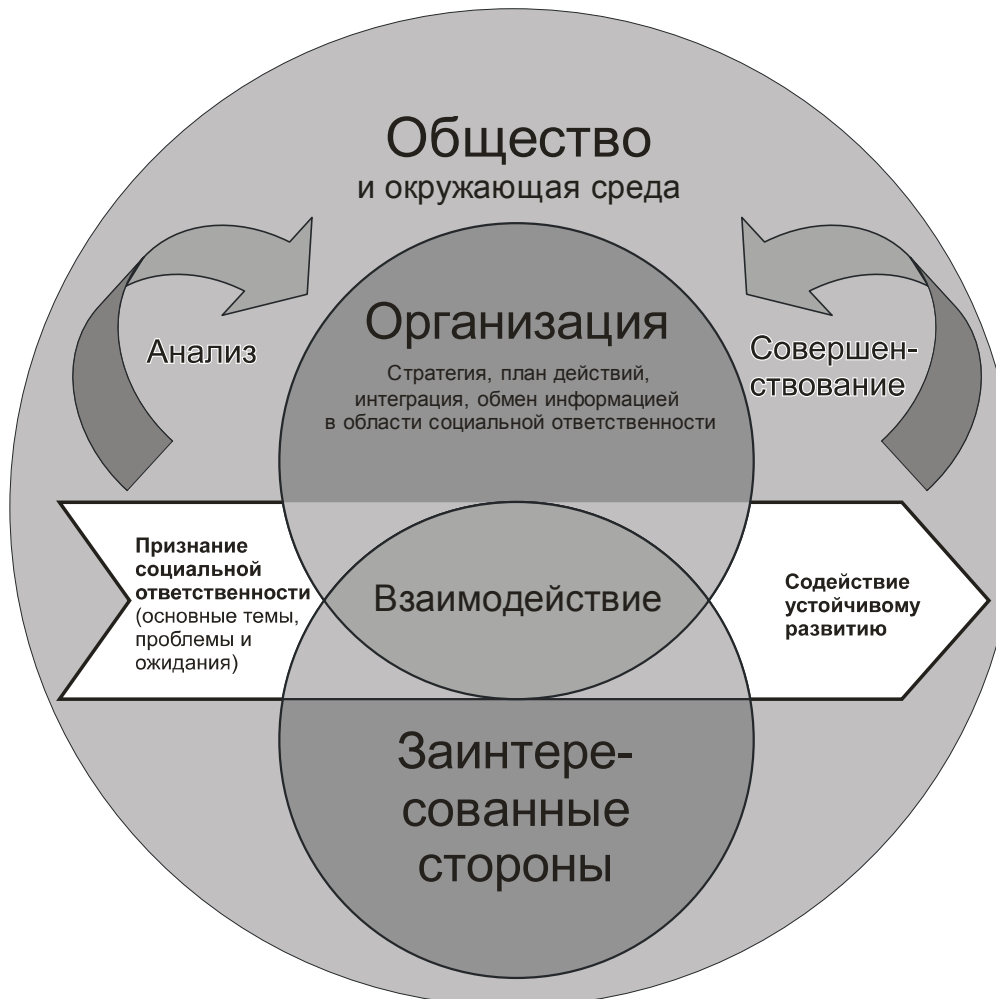 Общество
и окружающая среда
Организация
Стратегия, план действий,
интеграция, обмен информацией
в области социальной ответственности
Анализ
Совершен-
ствование
Признание
социальной
ответственности
(основные темы,
проблемы и
ожидания)
Взаимодействие
Содействие
устойчивому
развитию
Заинтере-
сованные
стороны